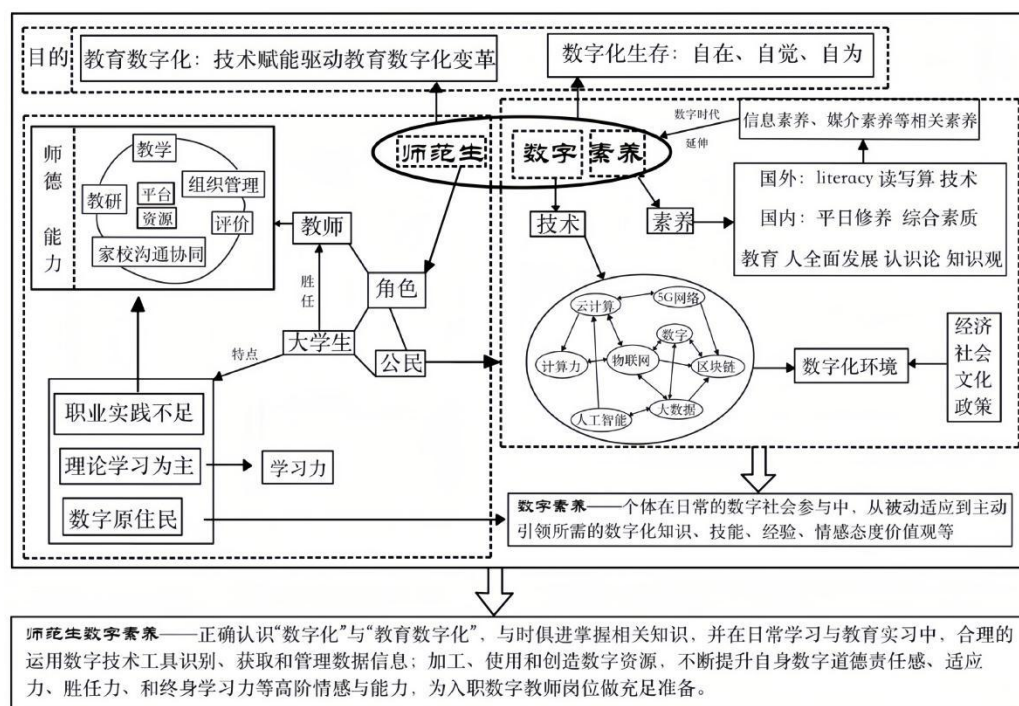 目的
教育数字化：技术赋能驱动教育数字化变革
数字化生存：自在、自觉、自为
师范生
数字
素养
数字时代
延伸
信息素养、媒介素养等相关素养
师德 能力
教学
教研
平台
资源
组织管理
评价
家校沟通协同
教师
胜任
角色
大学生
公民
特点
职业实践不足
理论学习为主
数字原住民
学习力
技术
素养
国外：literacy 读写算 技术
国内：平日修养 综合素质
教育 人全面发展 认识论 知识观
云计算
5G网络
数字
计算力
物联网
区块链
人工智能
大数据
数字化环境
经济
社会
文化
政策
数字素养——个体在日常的数字社会参与中，从被动适应到主动
引领所需的数字化知识、技能、经验、情感态度价值观等
师范生数字素养——正确认识“数字化”与“教育数字化”，与时俱进掌握相关知识，并在日常学习与教育实习中，合理的
运用数字技术工具识别、获取和管理数据信息；加工、使用和创造数字资源，不断提升自身数字道德责任感、适应
力、胜任力、和终身学习力等高阶情感与能力，为入职数字教师岗位做充足准备。